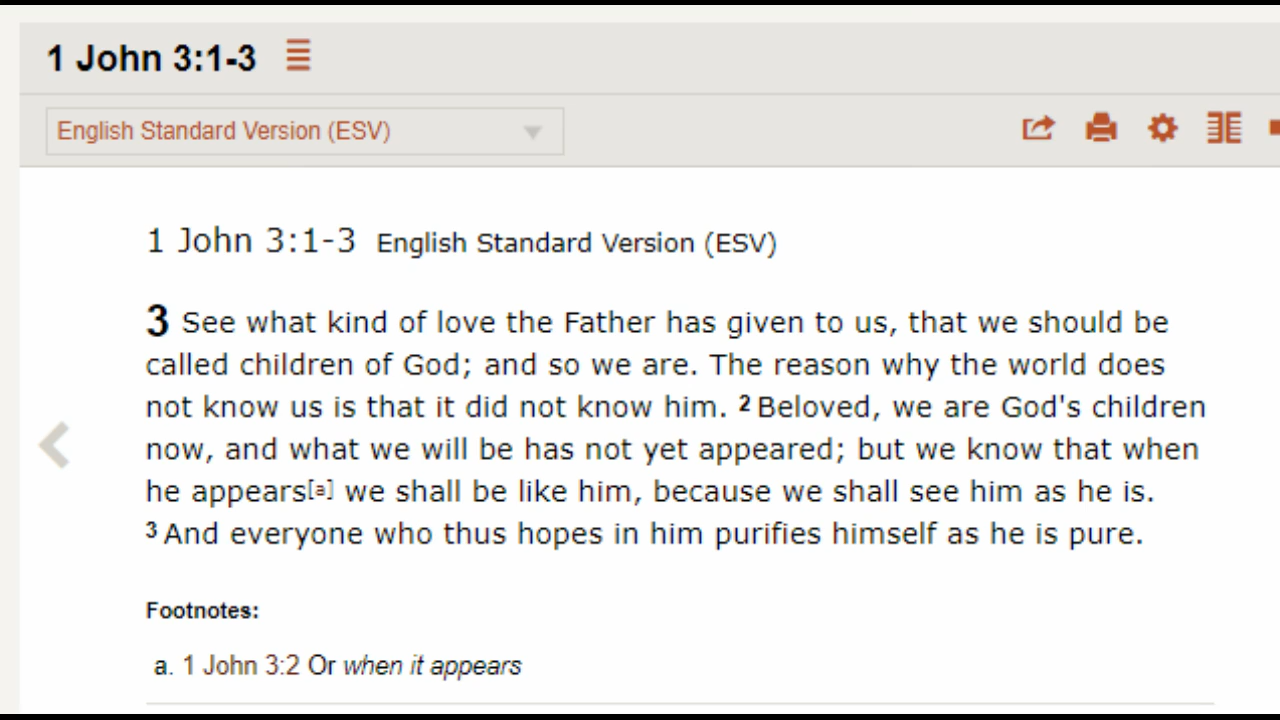 1 John 3:1-3
English Standard Version (ESV)
1 John 3:1-3 English Standard Version (ESV)
3 See what kind of love the Father has given to us, that we should be
called children of God; and so we are. The reason why the world does
not know us is that it did not know him. 2 Beloved, we are God's children
now, and what we will be has not yet appeared; but we know that when
he appears[a] we shall be like him, because we shall see him as he is.
3 And everyone who thus hopes in him purifies himself as he is pure.
Footnotes:
a. 1 John 3:2 Or when it appears